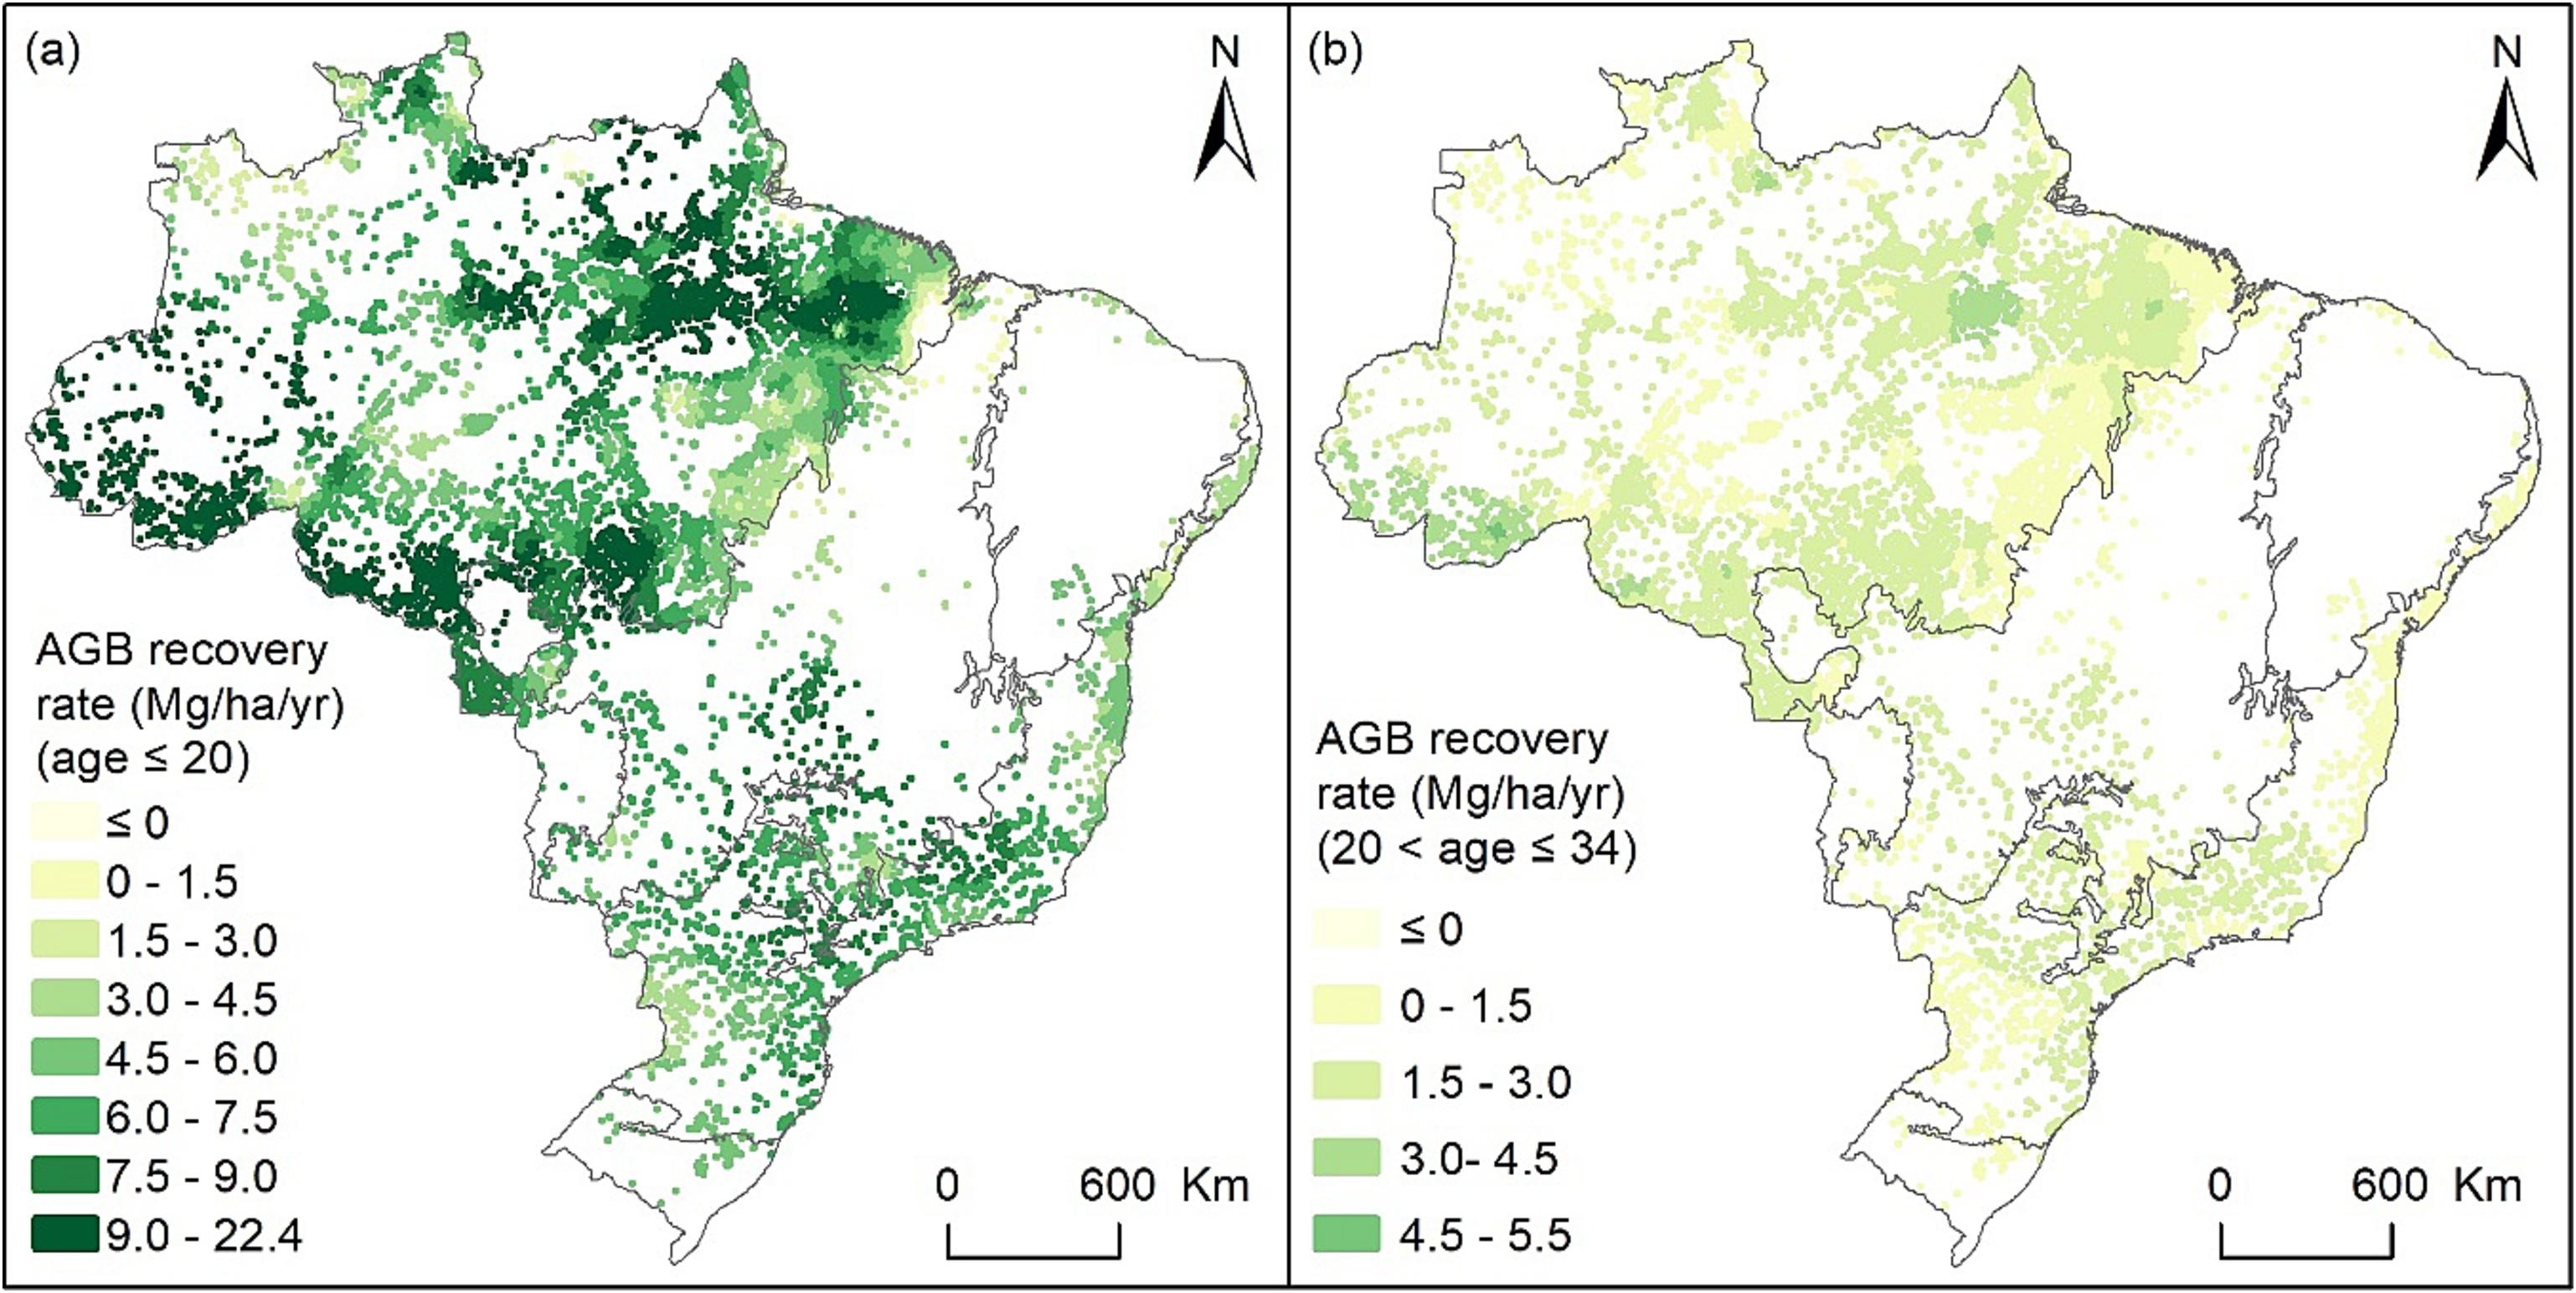 (a)
N
AGB recovery
rate (Mg/ha/yr)
(age ≤ 20)
≤ 0
0 - 1.5
1.5 - 3.0
3.0 - 4.5
4.5 - 6.0
6.0 - 7.5
7.5 - 9.0
9.0 - 22.4
0 600 Km
(b)
N
AGB recovery
rate (Mg/ha/yr)
(20 < age ≤ 34)
≤ 0
0 - 1.5
1.5 - 3.0
3.0- 4.5
4.5 - 5.5
0 600 Km